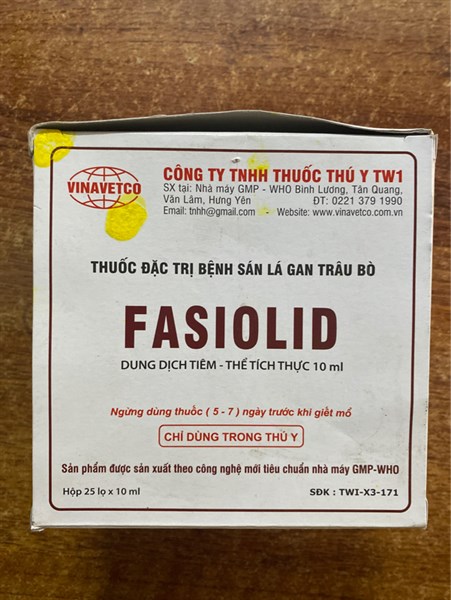 VINAVETCO
CÔNG TY TNHH THUỐC THÚ Y TW1
SX tại: Nhà máy GMP - WHO Bình Lương, Tân Quang,
Văn Lâm, Hưng Yên ĐT: 0221 379 1990
Email: tnhh@gmail.com - Website: www.vinavetco.com.vn
THUỐC ĐẶC TRỊ BỆNH SÁN LÁ GAN TRÂU BÒ
FASIOLID
DUNG DỊCH TIÊM - THỂ TÍCH THỰC 10 ml
Ngừng dùng thuốc ( 5 - 7 ) ngày trước khi giết mổ
CHỈ DÙNG TRONG THÚ Y
Sản phẩm được sản xuất theo công nghệ mới tiêu chuẩn nhà máy GMP-WHO
Hộp 25 lọ x 10 ml SĐK : TWI-X3-171